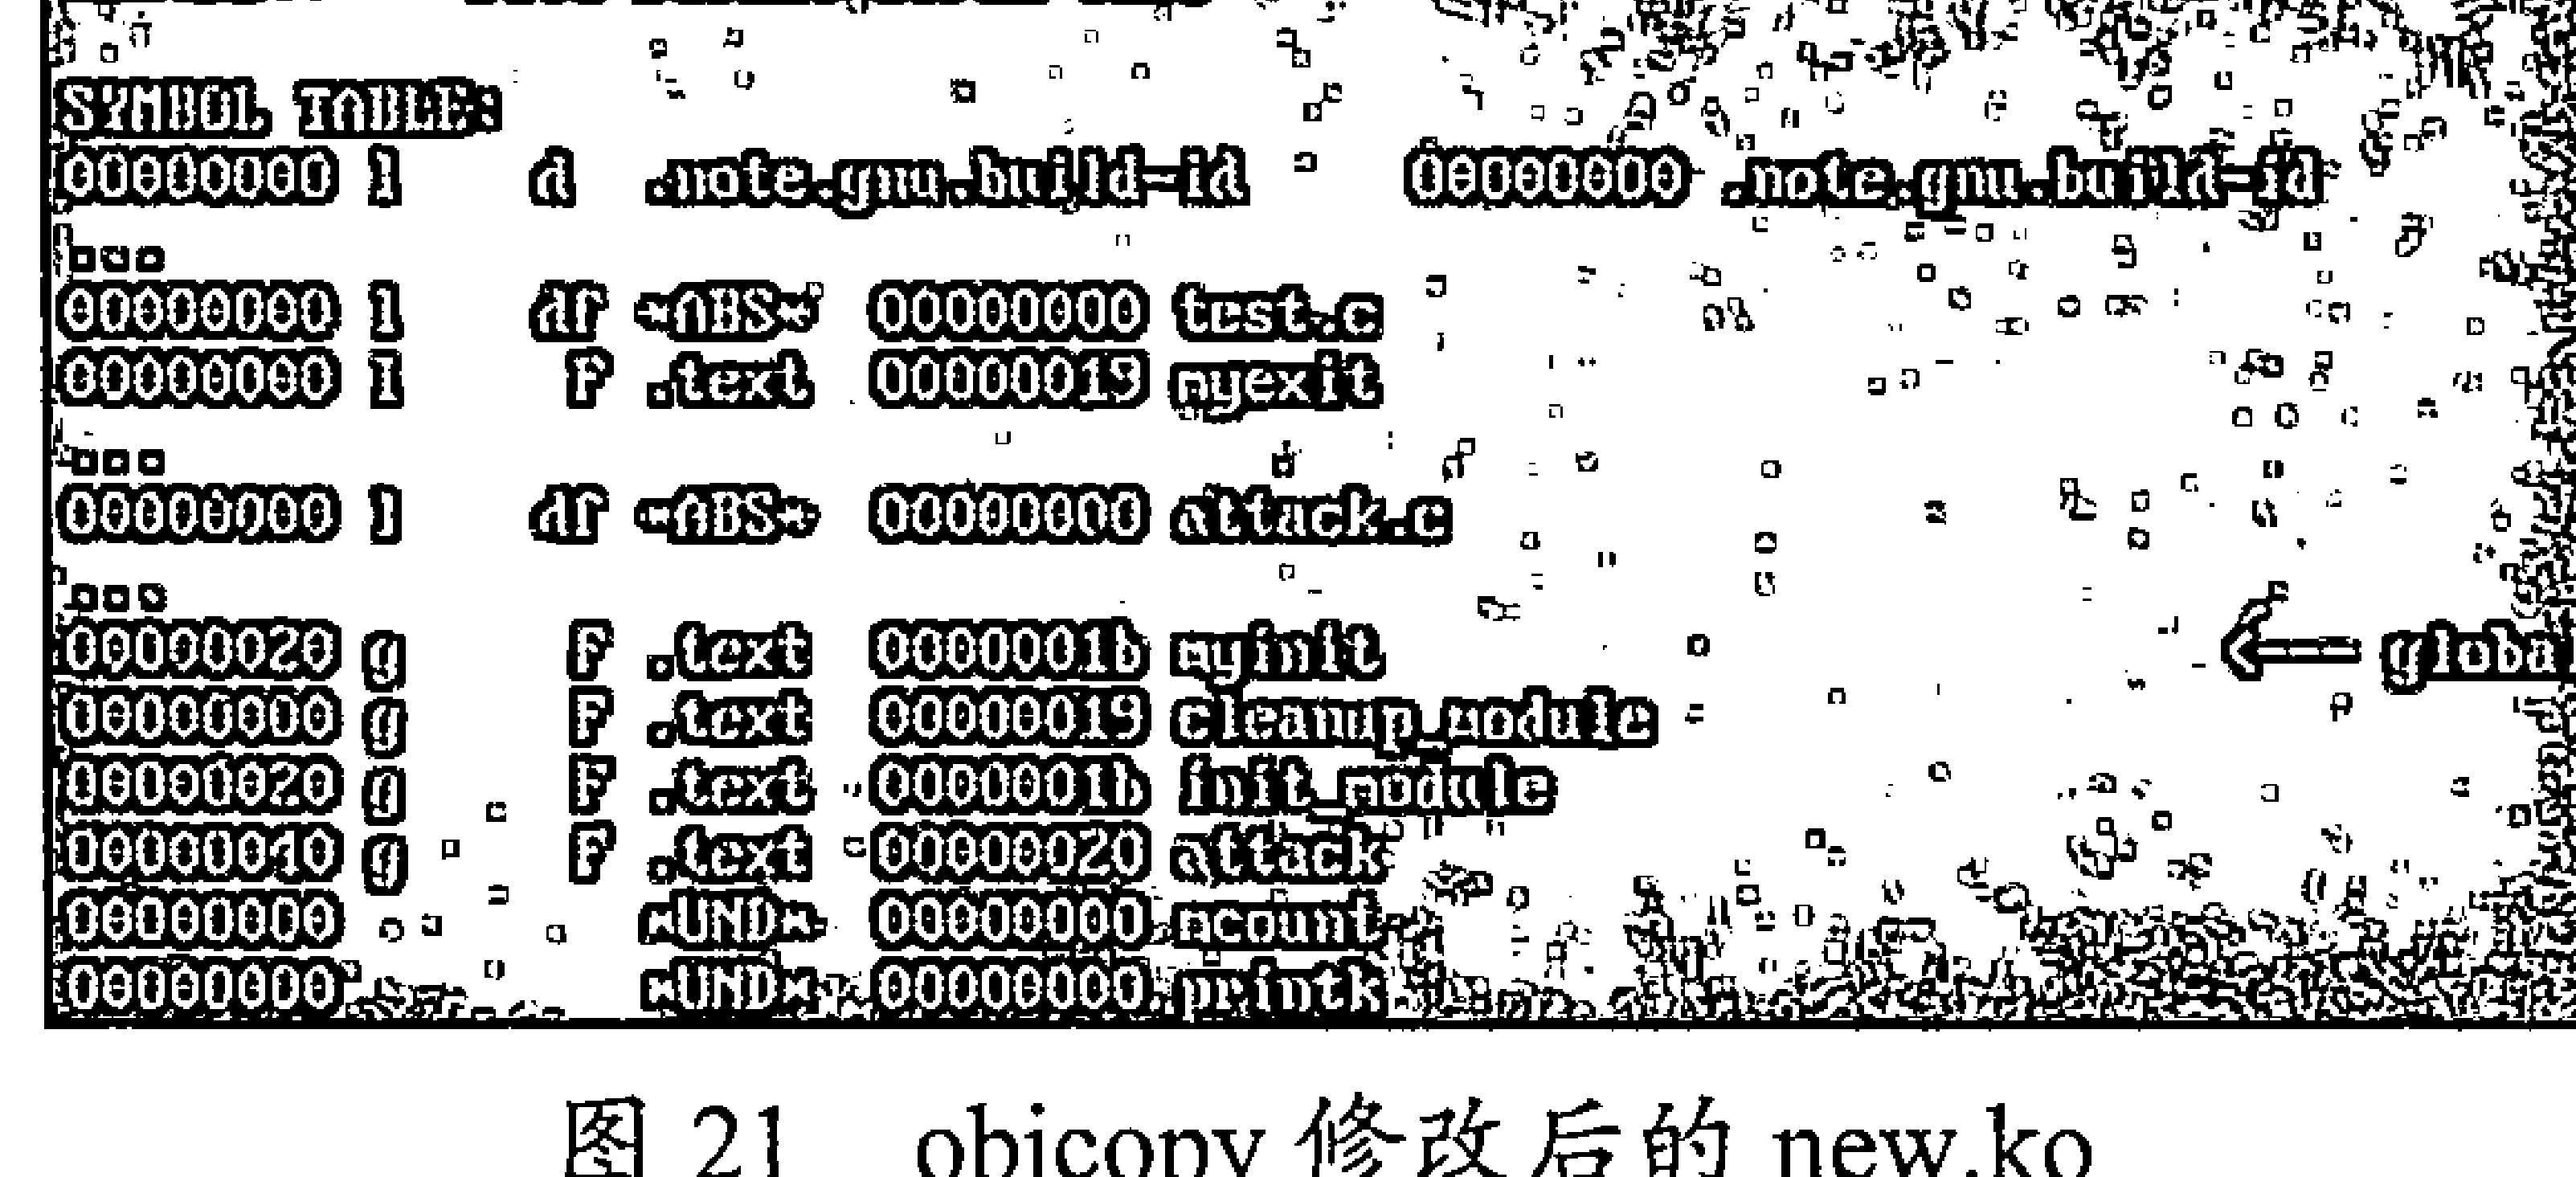 SYMBOL TABLE:
00000000 l    d  .note.gnu.build-id    00000000 .note.gnu.build-id
...
00000000 l    df *ABS*  00000000 test.c
00000000 l     F .text  00000019 myexit
...
00000000 l    df *ABS*  00000000 attack.c
...
00000020 g     F .text  0000001b myinit ← globa
00000000 g     F .text  00000019 cleanup_module
00000020 g     F .text  0000001b init_module
00000040 g     F .text  00000020 attack
00000000       *UND*  00000000 mcount
00000000       *UND*  00000000 printk
图 21 objcopy 修改后的 new.ko